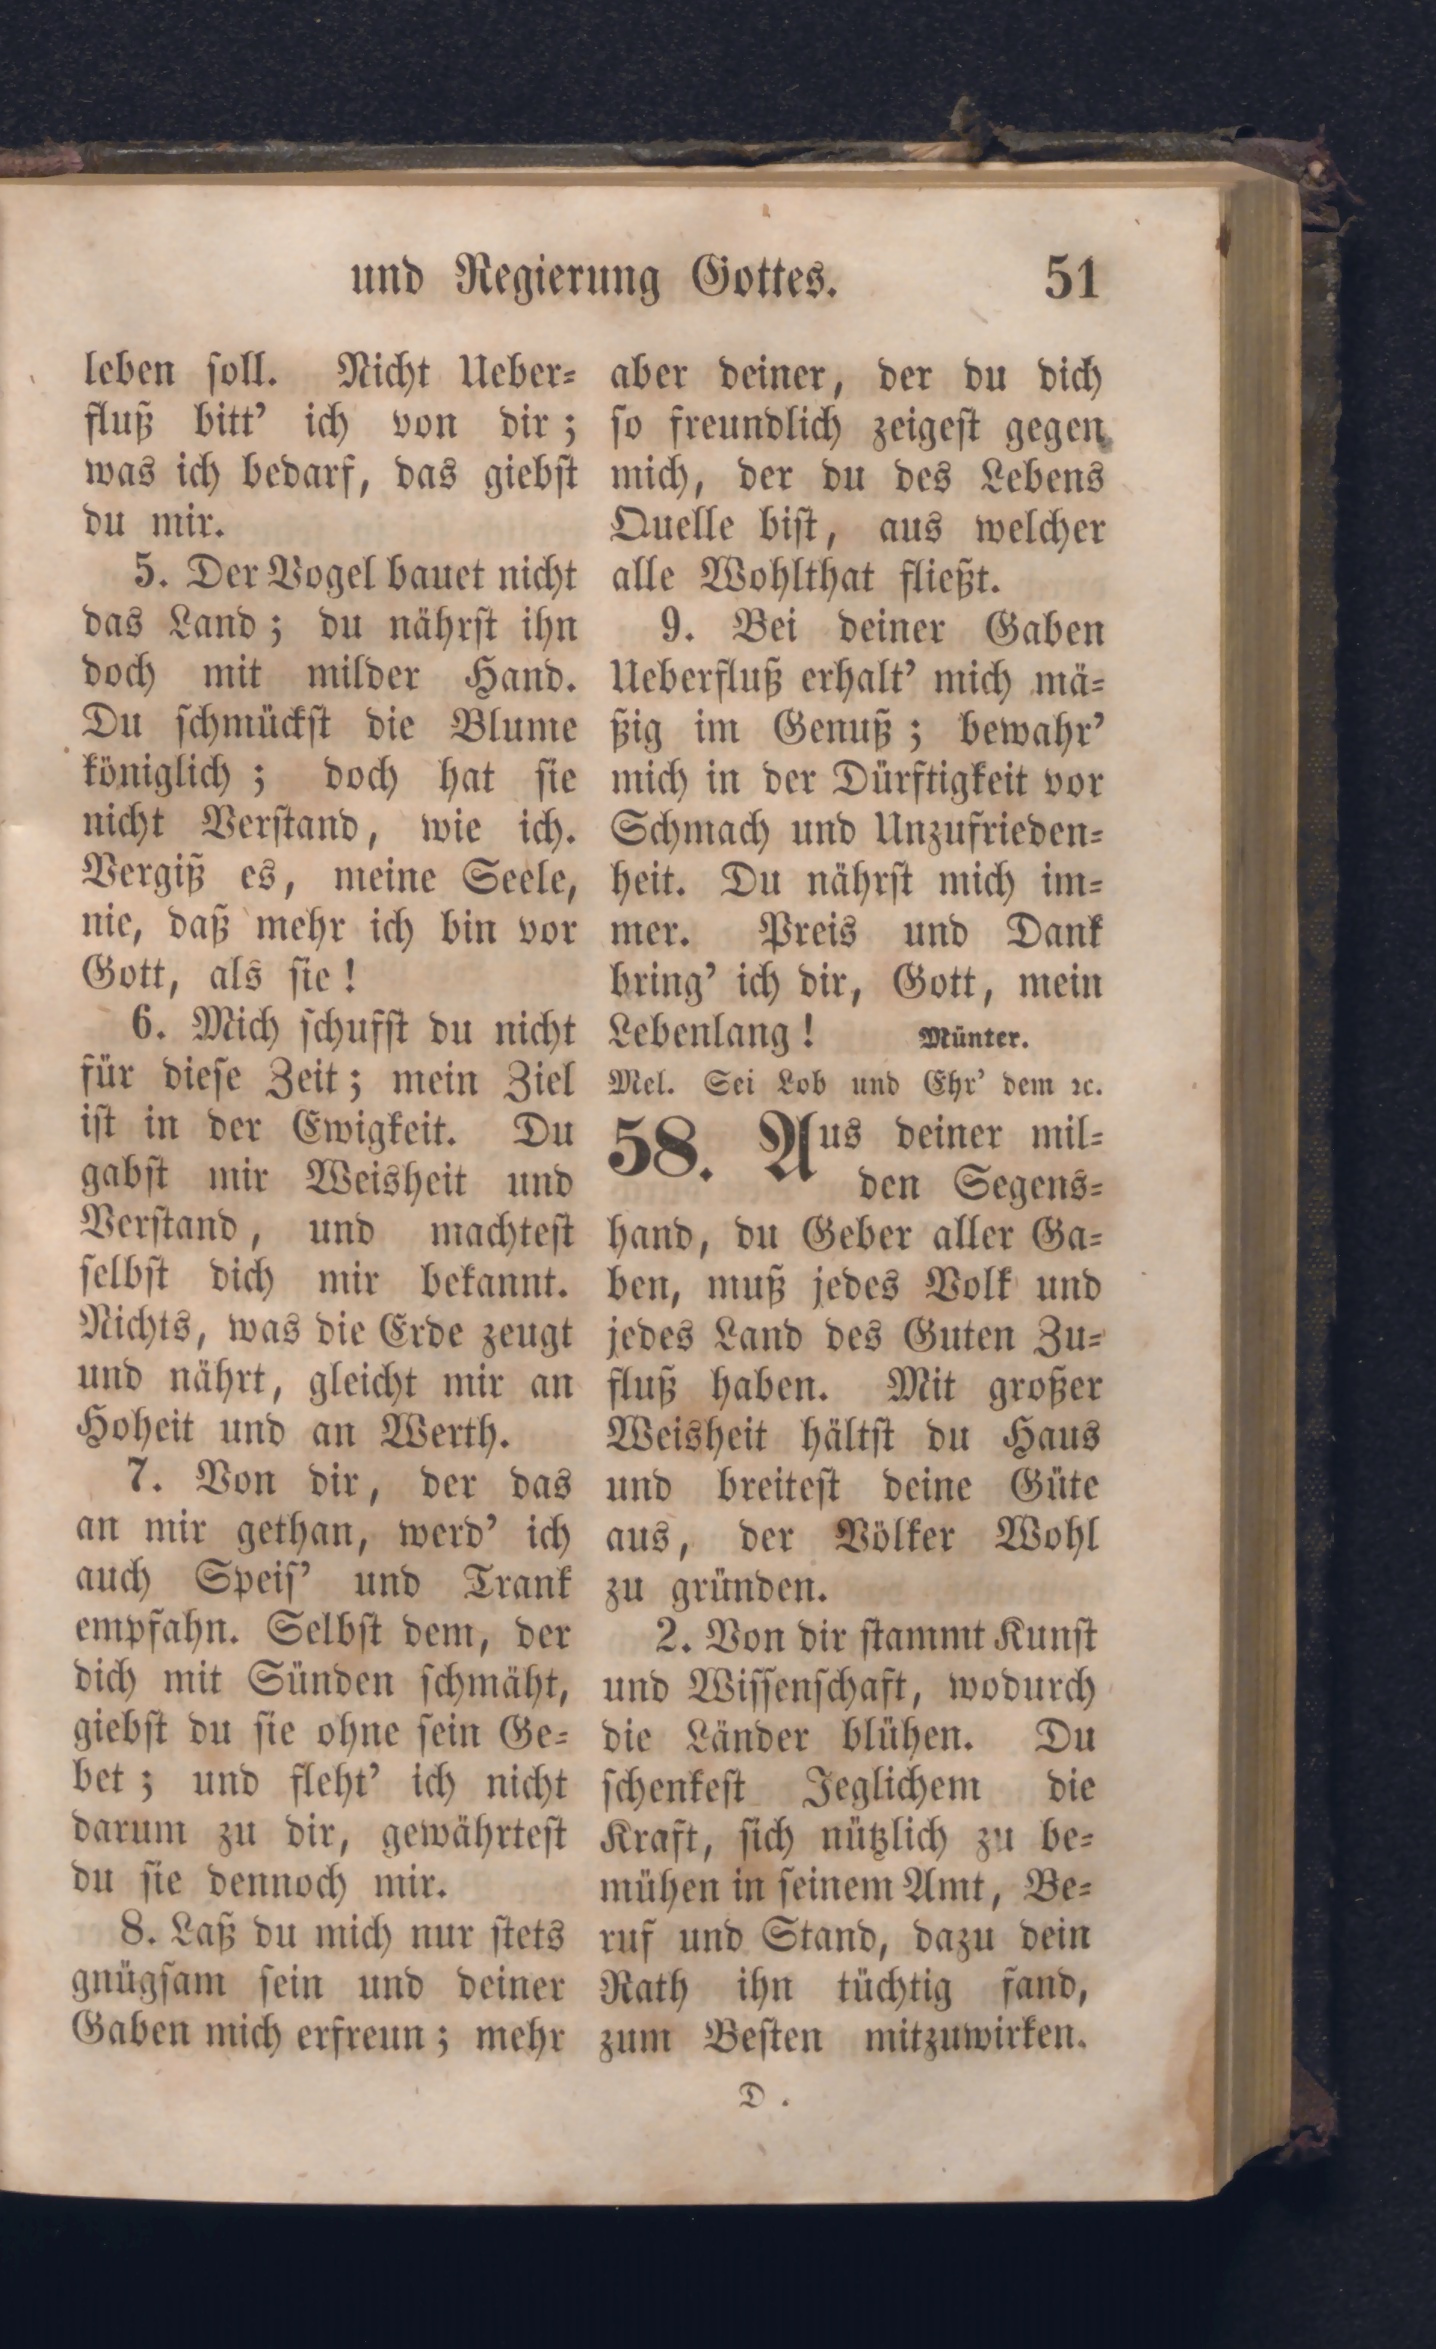 und Regierung Gottes. 51
leben ſoll. Nicht Ueber⸗
fluß bitt’ ich von dir;
was ich bedarf, das giebſt
du mir.
5. Der Vogel bauet nicht
das Land; du nährſt ihn
doch mit milder Hand.
Du ſchmückſt die Blume
königlich; doch hat ſie
nicht Verſtand, wie ich.
Vergiß es, meine Seele,
nie, daß mehr ich bin vor
Gott, als ſie!
6. Mich ſchufſt du nicht
für dieſe Zeit; mein Ziel
iſt in der Ewigkeit. Du
gabſt mir Weisheit und
Verſtand, und machteſt
ſelbſt dich mir bekannt.
Nichts, was die Erde zeugt
und nährt, gleicht mir an
Hoheit und an Werth.
7. Von dir, der das
an mir gethan, werd’ ich
auch Speiſ’ und Trank
empfahn. Selbſt dem, der
dich mit Sünden ſchmäht,
giebſt du ſie ohne ſein Ge⸗
bet; und fleht’ ich nicht
darum zu dir, gewährteſt
du ſie dennoch mir.
8. Laß du mich nur ſtets
gnügſam ſein und deiner
Gaben mich erfreun; mehr
aber deiner, der du dich
ſo freundlich zeigeſt gegen
mich, der du des Lebens
Quelle biſt, aus welcher
alle Wohlthat fließt.
9. Bei deiner Gaben
Ueberfluß erhalt’ mich mä⸗
ßig im Genuß; bewahr’
mich in der Dürftigkeit vor
Schmach und Unzufrieden⸗
heit. Du nährſt mich im⸗
mer. Preis und Dank
bring’ ich dir, Gott, mein
Lebenlang! Münter.
Mel. Sei Lob und Ehr’ dem ꝛc.
58. Aus deiner mil⸗
den Segens⸗
hand, du Geber aller Ga⸗
ben, muß jedes Volk und
jedes Land des Guten Zu⸗
fluß haben. Mit großer
Weisheit hältſt du Haus
und breiteſt deine Güte
aus, der Völker Wohl
zu gründen.
2. Von dir ſtammt Kunſt
und Wiſſenſchaft, wodurch
die Länder blühen. Du
ſchenkeſt Jeglichem die
Kraft, ſich nützlich zu be⸗
mühen in ſeinem Amt, Be⸗
ruf und Stand, dazu dein
Rath ihn tüchtig fand,
zum Beſten mitzuwirken.
D .